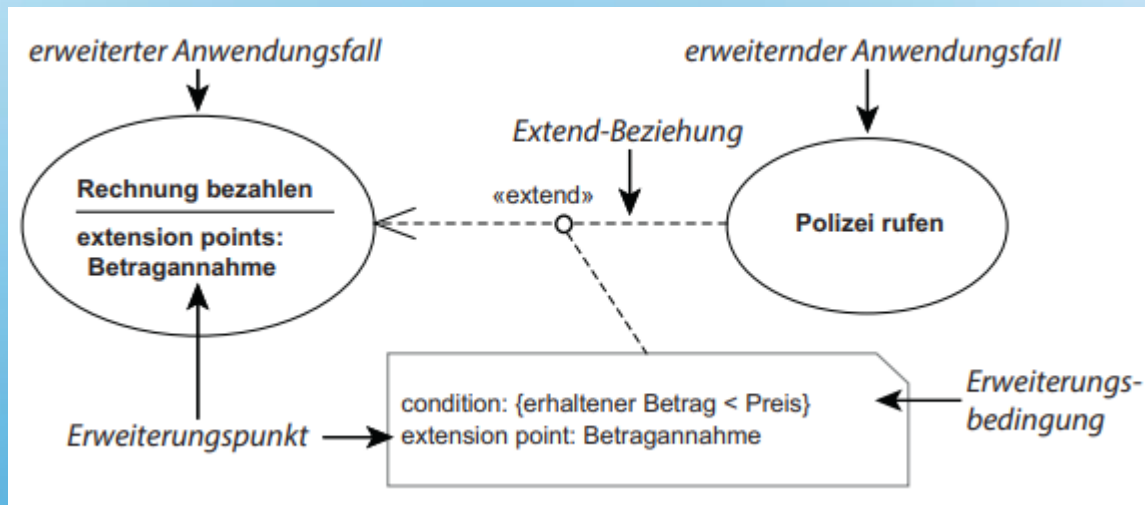 erweiterter Anwendungsfall
erweiternder Anwendungsfall
Extend-Beziehung
Rechnung bezahlen
«extend»
extension points:
Betragannahme
Polizei rufen
condition: {erhaltener Betrag < Preis}
extension point: Betragannahme
Erweiterungspunkt
Erweiterungs-
bedingung